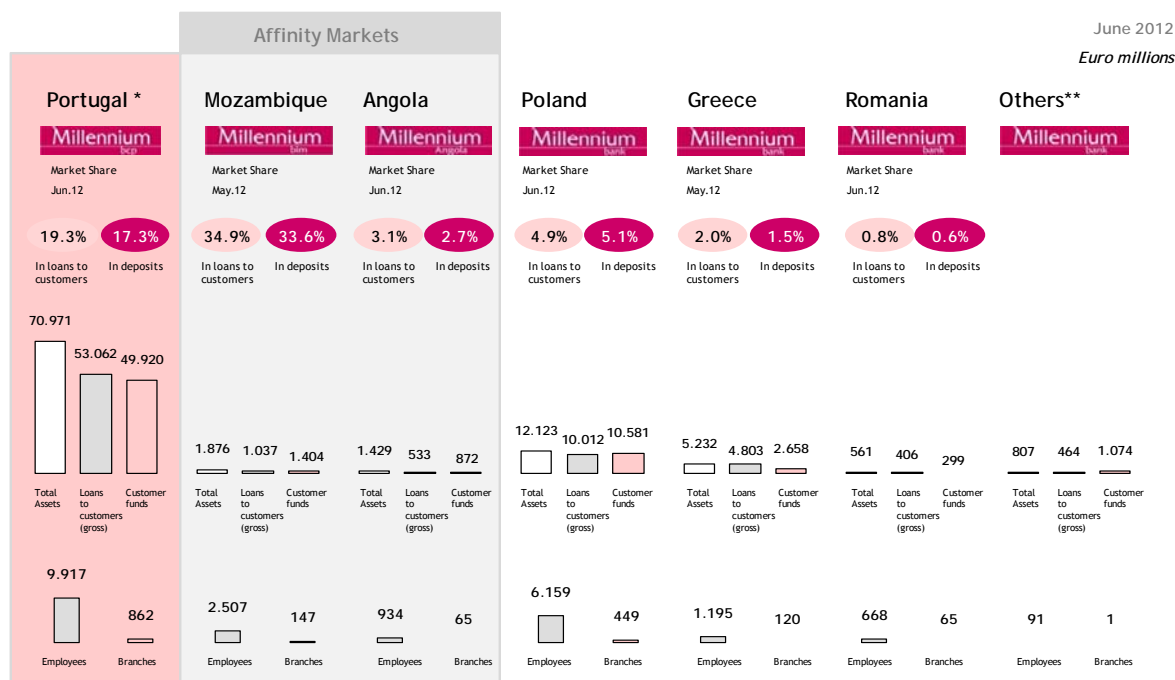 Affinity Markets
June 2012
Euro millions
Portugal *
Mozambique
Angola
Poland
Greece
Romania
Others**
Millennium
bcp
Millennium
bim
Millennium
Angola
Millennium
bank
Millennium
bank
Millennium
bank
Millennium
bank
Market Share
Jun.12
Market Share
May.12
Market Share
Jun.12
Market Share
Jun.12
Market Share
May.12
Market Share
Jun.12
19.3% 17.3%
34.9% 33.6%
3.1% 2.7%
4.9% 5.1%
2.0% 1.5%
0.8% 0.6%
In loans to
customers
In deposits
In loans to
customers
In deposits
In loans to
customers
In deposits
In loans to
customers
In deposits
In loans to
customers
In deposits
In loans to
customers
In deposits
70.971
53.062
49.920
1.876
1.037
1.404
1.429
533
872
12.123
10.012
10.581
5.232
4.803
2.658
561
406
299
807
464
1.074
Total
Assets
Loans
to
customers
(gross)
Customer
funds
Total
Assets
Loans
to
customers
(gross)
Customer
funds
Total
Assets
Loans
to
customers
(gross)
Customer
funds
Total
Assets
Loans
to
customers
(gross)
Customer
funds
Total
Assets
Loans
to
customers
(gross)
Customer
funds
Total
Assets
Loans
to
customers
(gross)
Customer
funds
Total
Assets
Loans
to
customers
(gross)
Customer
funds
9.917
862
2.507
147
934
65
6.159
449
1.195
120
668
65
91
1
Employees
Branches
Employees
Branches
Employees
Branches
Employees
Branches
Employees
Branches
Employees
Branches
Employees
Branches